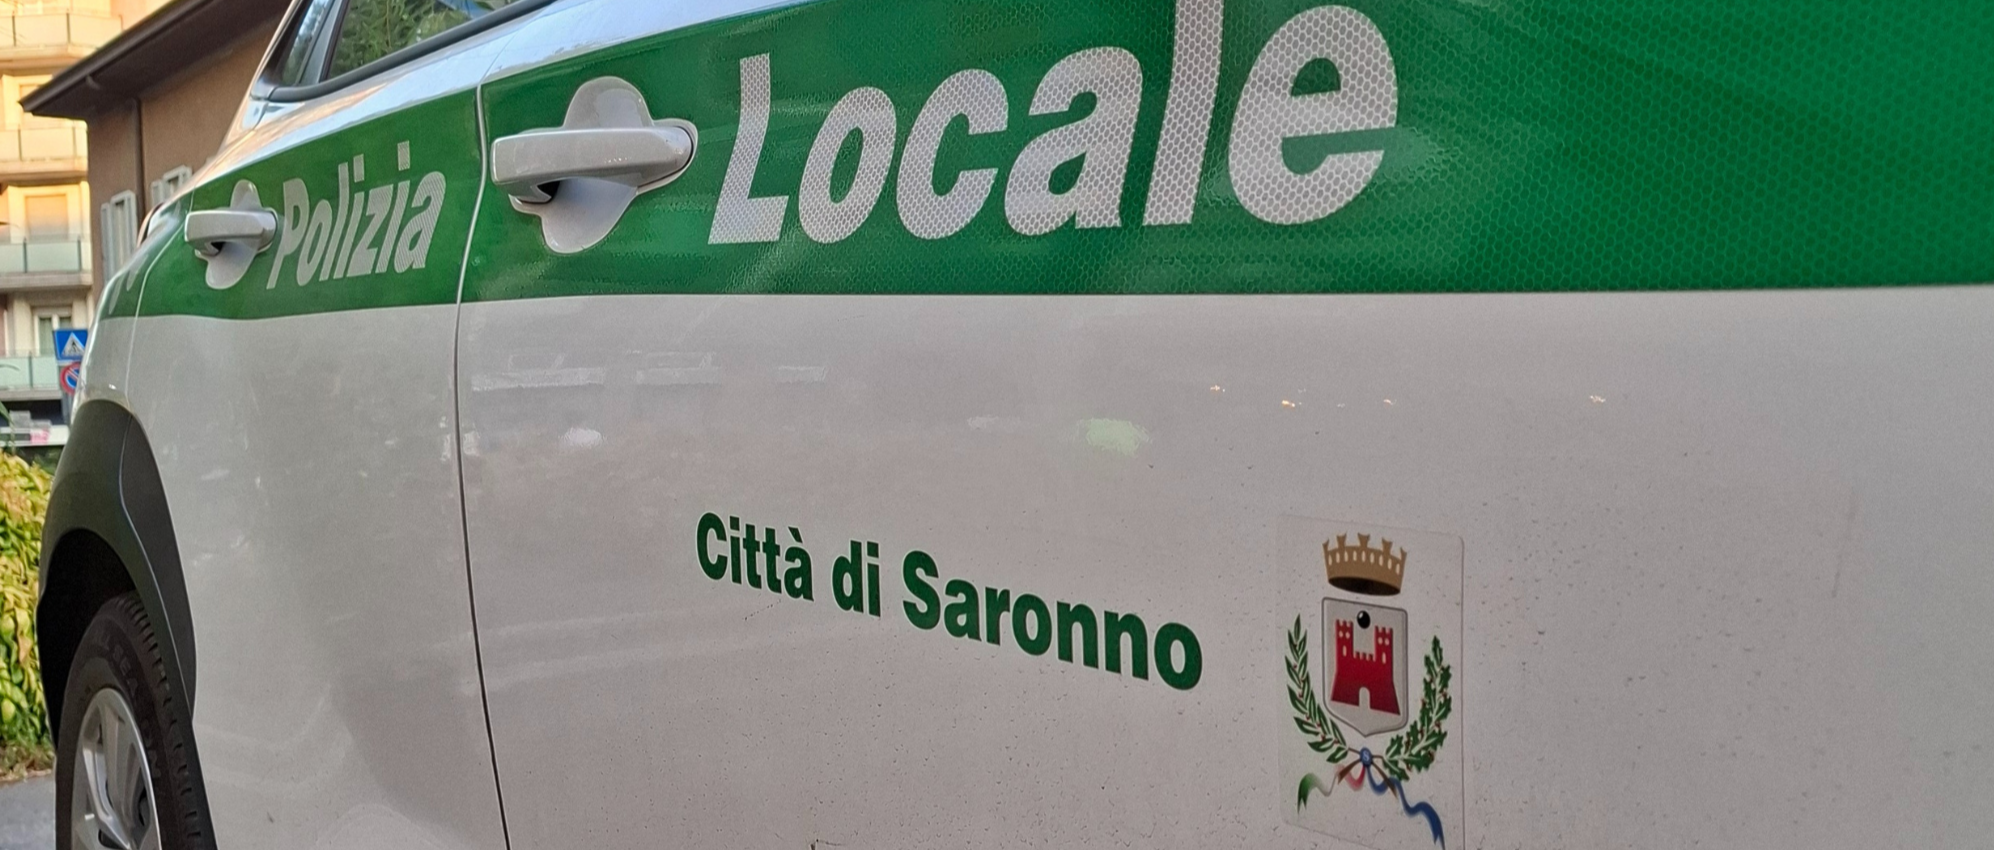 Polizia Locale
Città di Saronno